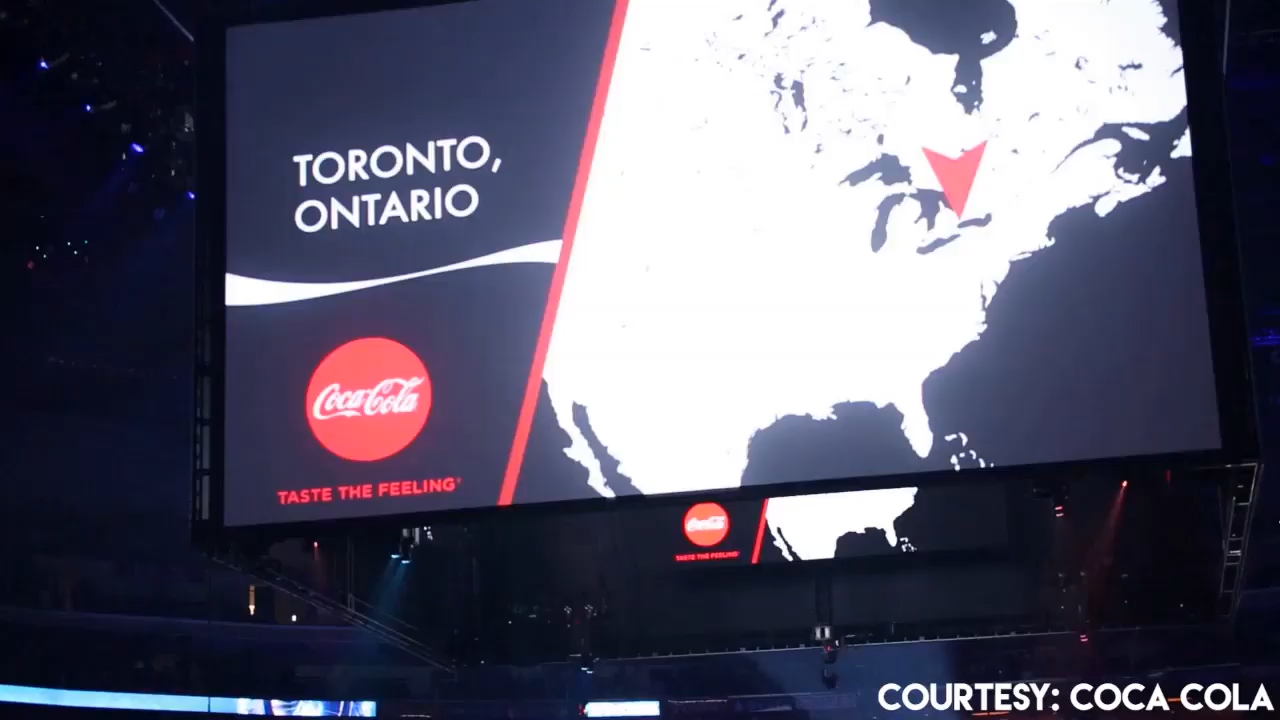 TORONTO,
ONTARIO
Coca-Cola
TASTE THE FEELING
Coca-Cola
TASTE THE FEELING
COURTESY: COCA COLA